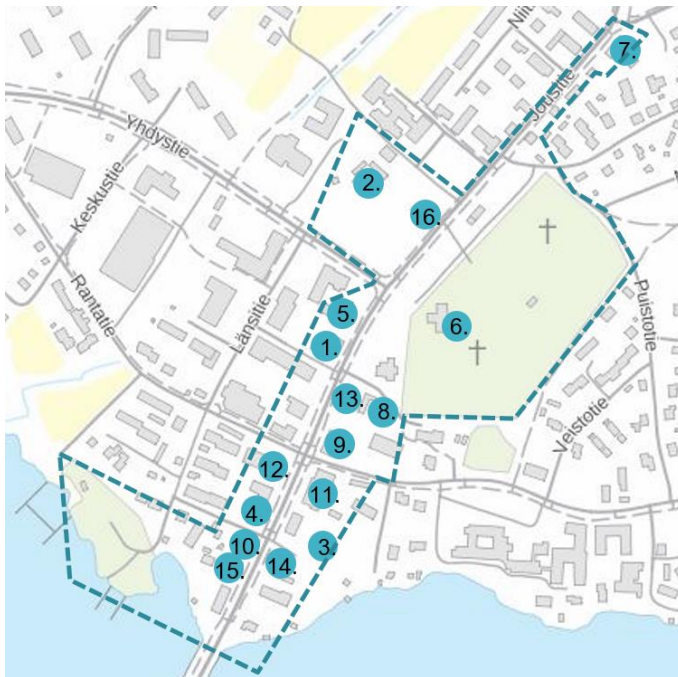 7.
Joustie
Yhdystie
Keskustie
2.
16.
Rantatie
Länsitie
5.
6.
1.
Puistotie
13.
8.
9.
Veistotie
12.
11.
4.
10.
3.
15.
14.